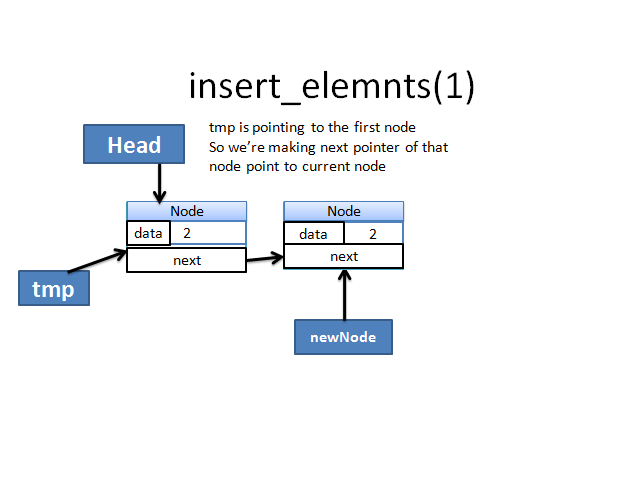 insert_elemnts(1)
tmp is pointing to the first node
So we're making next pointer of that
node point to current node
Head
Node
data 2
next
Node
data 2
next
tmp
newNode